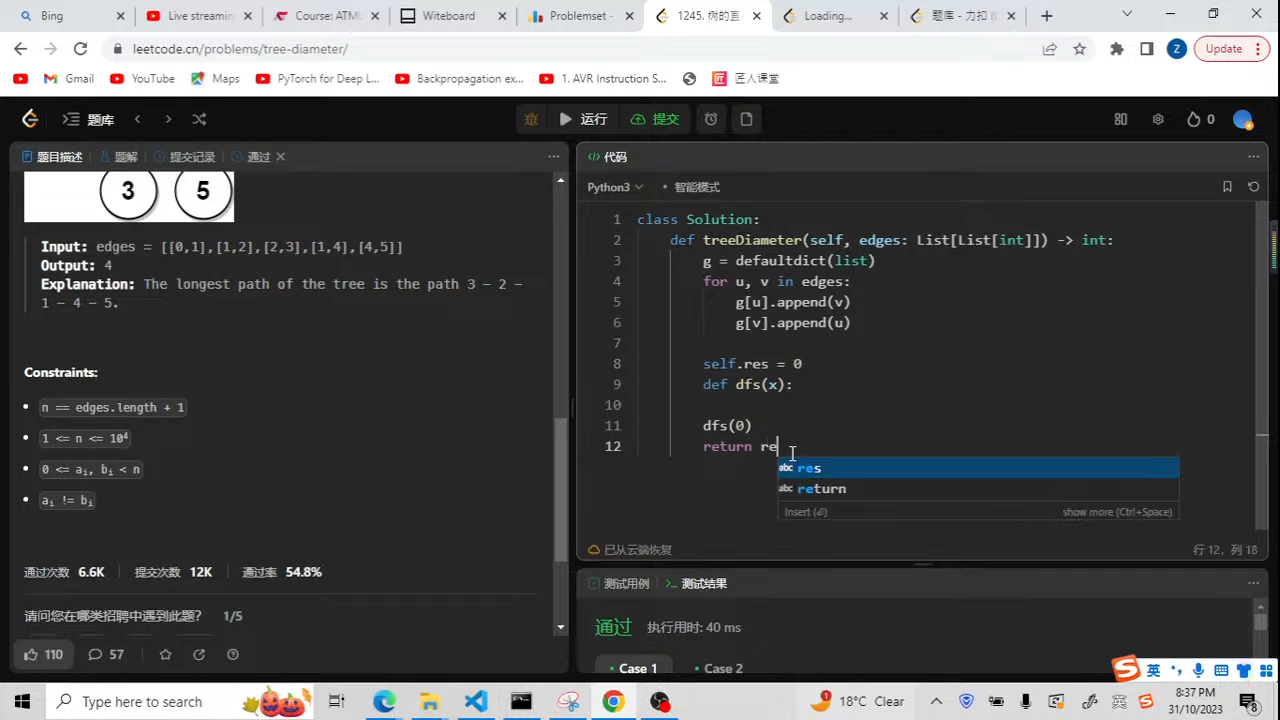 Bing
Live streamin
Course: ATMI
Witeboard
Problemset -
1245. 树的直
Loading...
题库 - 力扣 (L
leetcode.cn/problems/tree-diameter/
Z
Update
Gmail
YouTube
Maps
PyTorch for Deep L...
Backpropagation ex...
1. AVR Instruction S...
匠人课堂
题库
运行
提交
0
题目描述
题解
提交记录
通过
代码
3
5
Python3
智能模式
Input: edges = [[0,1],[1,2],[2,3],[1,4],[4,5]]
Output: 4
Explanation: The longest path of the tree is the path 3 - 2 -
1 - 4 - 5.
Constraints:
n == edges.length + 1
1 <= n <= 10⁴
0 <= aᵢ, bᵢ < n
aᵢ != bᵢ
通过次数 6.6K
提交次数 12K
通过率 54.8%
请问您在哪类招聘中遇到此题?
1/5
110
57
1 class Solution:
2 def treeDiameter(self, edges: List[List[int]]) -> int:
3 g = defaultdict(list)
4 for u, v in edges:
5 g[u].append(v)
6 g[v].append(u)
7
8 self.res = 0
9 def dfs(x):
10
11 dfs(0)
12 return re
abc res
abc return
Insert (⏎)
show more (Ctrl+Space)
已从云端恢复
行 12, 列 18
测试用例
测试结果
通过
执行用时: 40 ms
Case 1
Case 2
英
Type here to search
18°C Clear
英
8:37 PM
31/10/2023
8